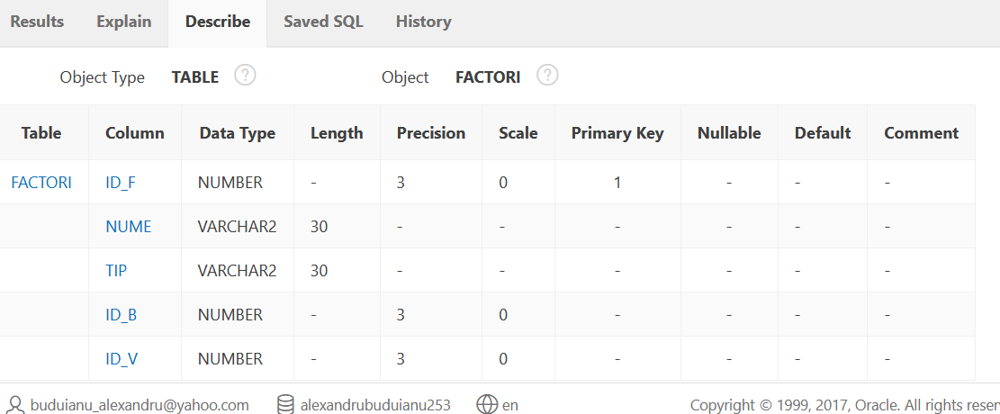 Results Explain Describe Saved SQL History
Object Type TABLE ? Object FACTORI ?
Table Column Data Type Length Precision Scale Primary Key Nullable Default Comment
FACTORI ID_F NUMBER - 3 0 1 - - -
NUME VARCHAR2 30 - - - - - -
TIP VARCHAR2 30 - - - - - -
ID_B NUMBER - 3 0 - - - -
ID_V NUMBER - 3 0 - - - -
buduianu_alexandru@yahoo.com alexandrubuduianu253 en Copyright © 1999, 2017, Oracle. All rights reser